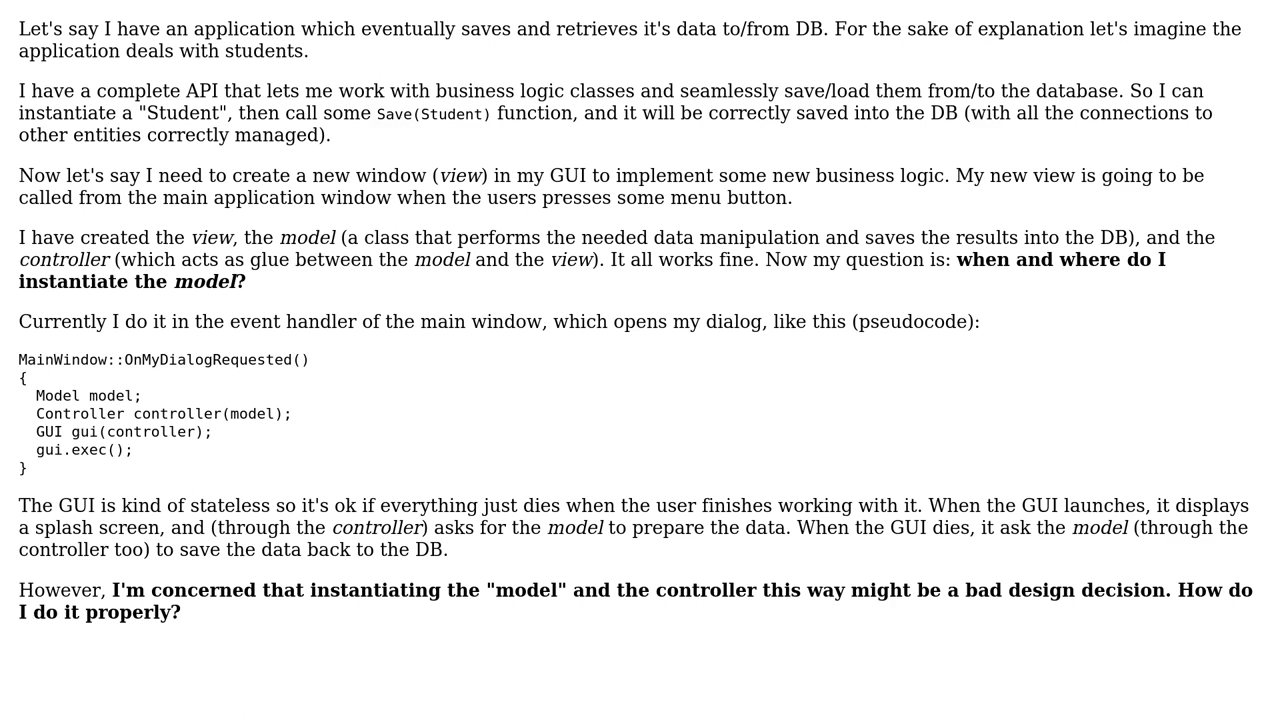 Let's say I have an application which eventually saves and retrieves it's data to/from DB. For the sake of explanation let's imagine the
application deals with students.
I have a complete API that lets me work with business logic classes and seamlessly save/load them from/to the database. So I can
instantiate a "Student", then call some Save(Student) function, and it will be correctly saved into the DB (with all the connections to
other entities correctly managed).
Now let's say I need to create a new window (view) in my GUI to implement some new business logic. My new view is going to be
called from the main application window when the users presses some menu button.
I have created the view, the model (a class that performs the needed data manipulation and saves the results into the DB), and the
controller (which acts as glue between the model and the view). It all works fine. Now my question is: when and where do I
instantiate the model?
Currently I do it in the event handler of the main window, which opens my dialog, like this (pseudocode):
MainWindow::OnMyDialogRequested()
{
  Model model;
  Controller controller(model);
  GUI gui(controller);
  gui.exec();
}
The GUI is kind of stateless so it's ok if everything just dies when the user finishes working with it. When the GUI launches, it displays
a splash screen, and (through the controller) asks for the model to prepare the data. When the GUI dies, it ask the model (through the
controller too) to save the data back to the DB.
However, I'm concerned that instantiating the "model" and the controller this way might be a bad design decision. How do
I do it properly?